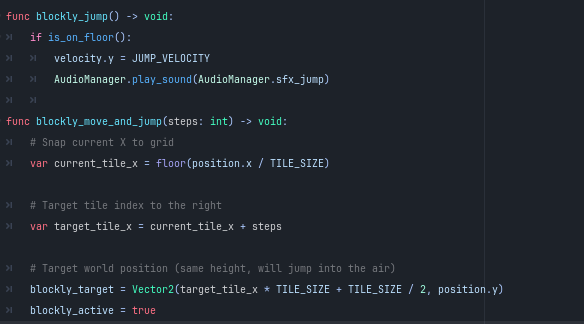 func blockly_jump() -> void:
if is_on_floor():
velocity.y = JUMP_VELOCITY
AudioManager.play_sound(AudioManager.sfx_jump)
func blockly_move_and_jump(steps: int) -> void:
# Snap current X to grid
var current_tile_x = floor(position.x / TILE_SIZE)
# Target tile index to the right
var target_tile_x = current_tile_x + steps
# Target world position (same height, will jump into the air)
blockly_target = Vector2(target_tile_x * TILE_SIZE + TILE_SIZE / 2, position.y)
blockly_active = true